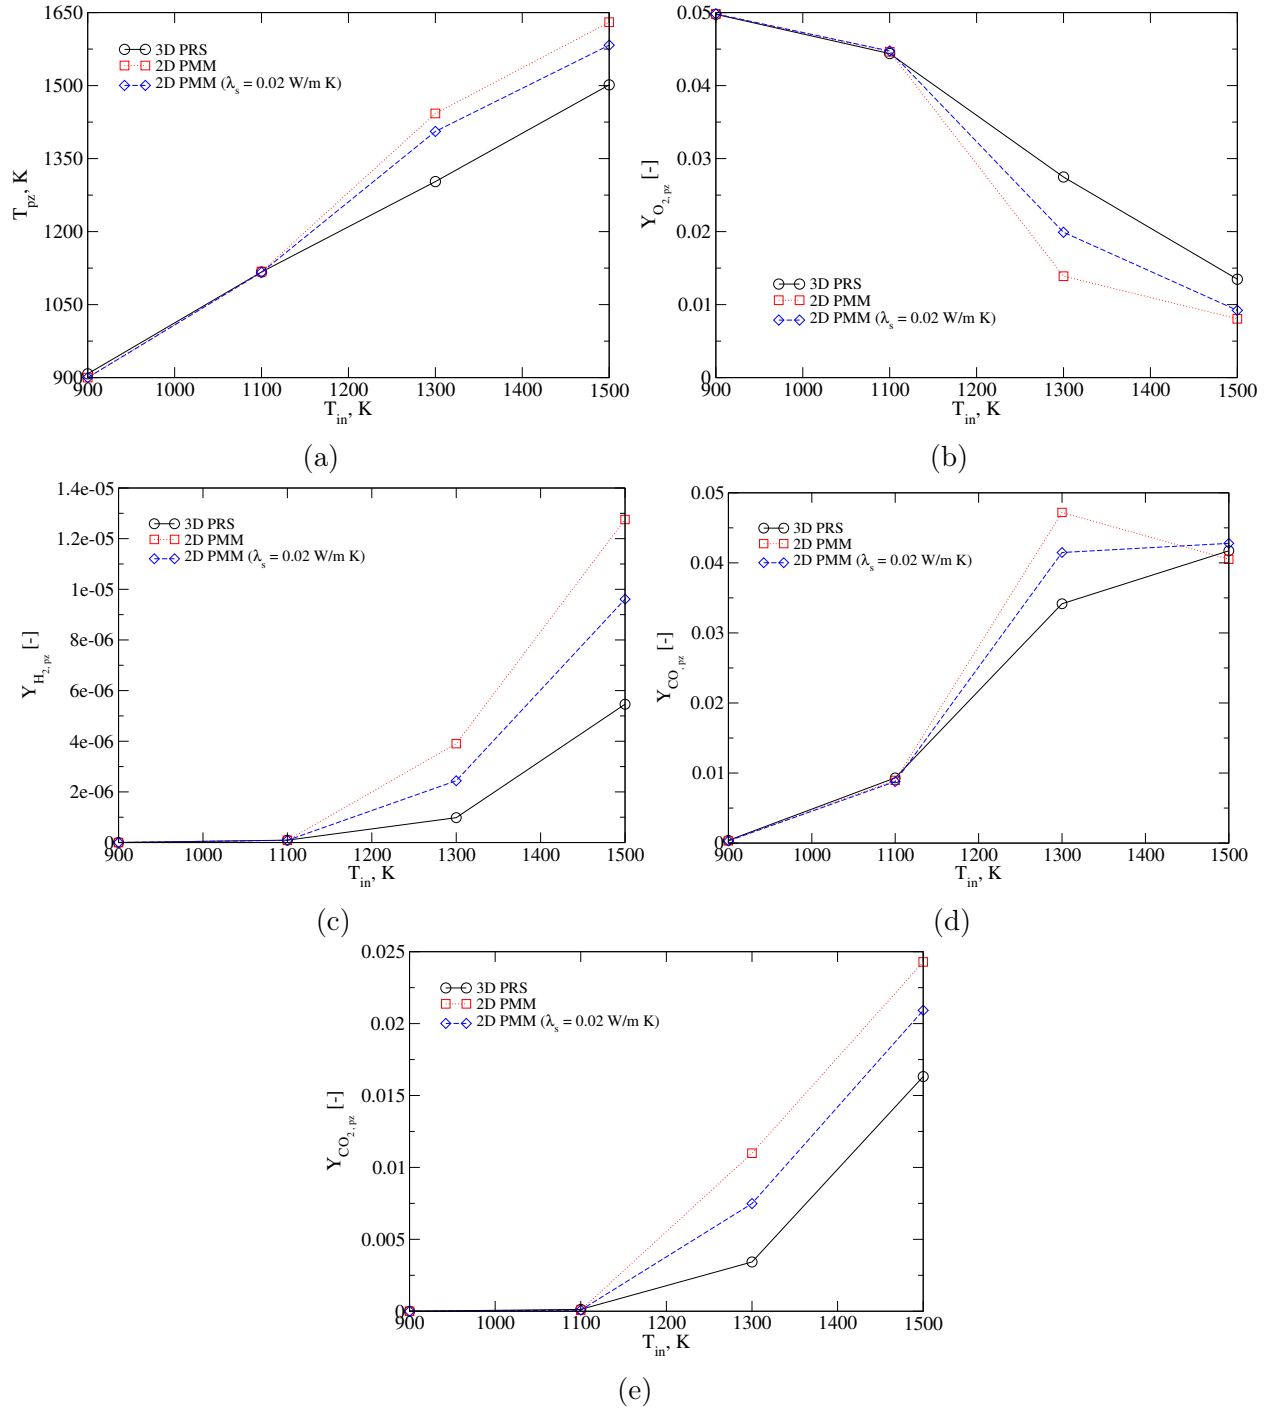 1650
1500
1350
1200
1050
900
T_pz, K
3D PRS
2D PMM
2D PMM (λ_s = 0.02 W/m K)
900 1000 1100 1200 1300 1400 1500
T_in, K
(a)
0.05
0.04
0.03
0.02
0.01
0
Y_O2,pz [-]
3D PRS
2D PMM
2D PMM (λ_s = 0.02 W/m K)
900 1000 1100 1200 1300 1400 1500
T_in, K
(b)
1.4e-05
1.2e-05
1e-05
8e-06
6e-06
4e-06
2e-06
0
Y_H2,pz [-]
3D PRS
2D PMM
2D PMM (λ_s = 0.02 W/m K)
900 1000 1100 1200 1300 1400 1500
T_in, K
(c)
0.05
0.04
0.03
0.02
0.01
0
Y_CO,pz [-]
3D PRS
2D PMM
2D PMM (λ_s = 0.02 W/m K)
900 1000 1100 1200 1300 1400 1500
T_in, K
(d)
0.025
0.02
0.015
0.01
0.005
0
Y_CO2,pz [-]
3D PRS
2D PMM
2D PMM (λ_s = 0.02 W/m K)
900 1000 1100 1200 1300 1400 1500
T_in, K
(e)